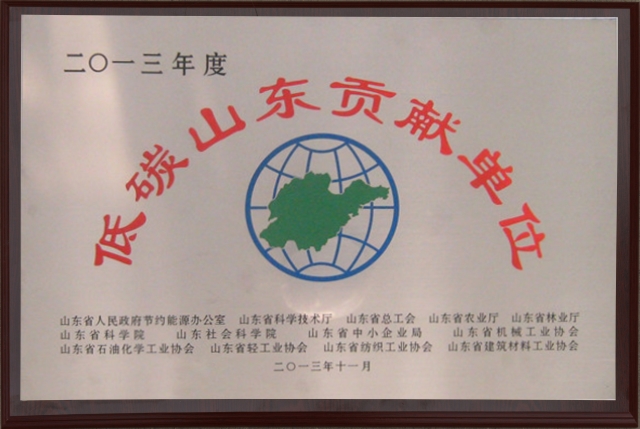 二〇一三年度
低碳山东贡献单位
山东省人民政府节约能源办公室 山东省科学技术厅 山东省总工会 山东省农业厅 山东省林业厅
山东省科学院 山东社会科学院 山东省中小企业局 山东省机械工业协会
山东省石油化学工业协会 山东省轻工业协会 山东省纺织工业协会 山东省建筑材料工业协会
二〇一三年十一月